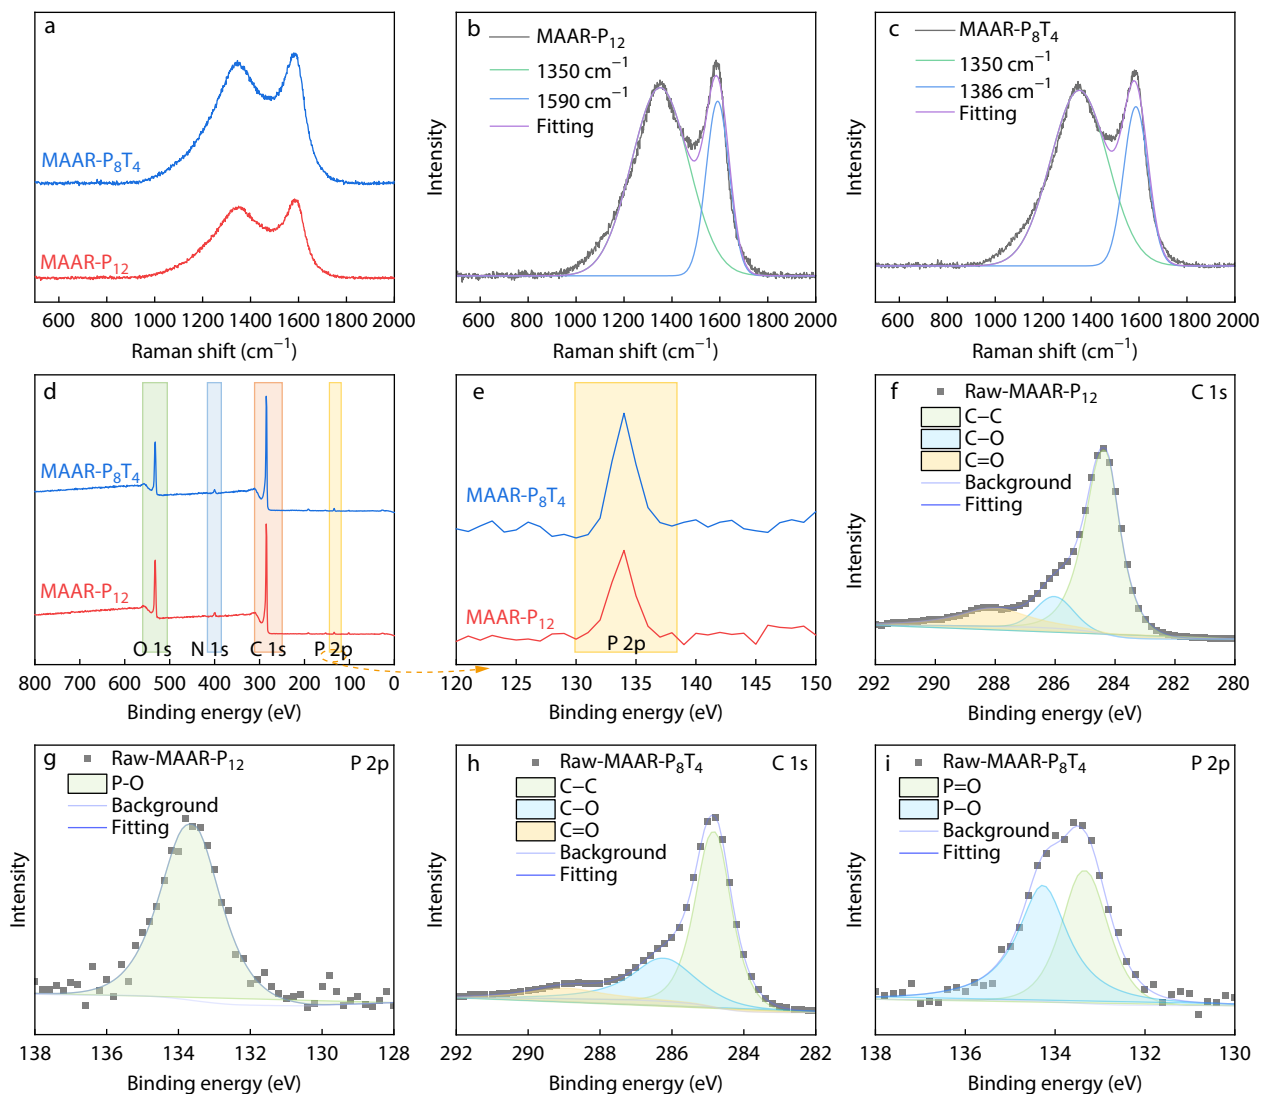 a
MAAR-P8T4
MAAR-P12
600 800 1000 1200 1400 1600 1800 2000
Raman shift (cm−1)
b
MAAR-P12
1350 cm−1
1590 cm−1
Fitting
Intensity
600 800 1000 1200 1400 1600 1800 2000
Raman shift (cm−1)
c
MAAR-P8T4
1350 cm−1
1386 cm−1
Fitting
Intensity
600 800 1000 1200 1400 1600 1800 2000
Raman shift (cm−1)
d
MAAR-P8T4
MAAR-P12
O 1s N 1s C 1s P 2p
800 700 600 500 400 300 200 100 0
Binding energy (eV)
e
MAAR-P8T4
MAAR-P12
P 2p
120 125 130 135 140 145 150
Binding energy (eV)
f
Raw-MAAR-P12
C 1s
C−C
C−O
C=O
Background
Fitting
Intensity
292 290 288 286 284 282 280
Binding energy (eV)
g
Raw-MAAR-P12
P 2p
P-O
Background
Fitting
Intensity
138 136 134 132 130 128
Binding energy (eV)
h
Raw-MAAR-P8T4
C 1s
C−C
C−O
C=O
Background
Fitting
Intensity
292 290 288 286 284 282
Binding energy (eV)
i
Raw-MAAR-P8T4
P 2p
P=O
P−O
Background
Fitting
Intensity
138 136 134 132 130
Binding energy (eV)